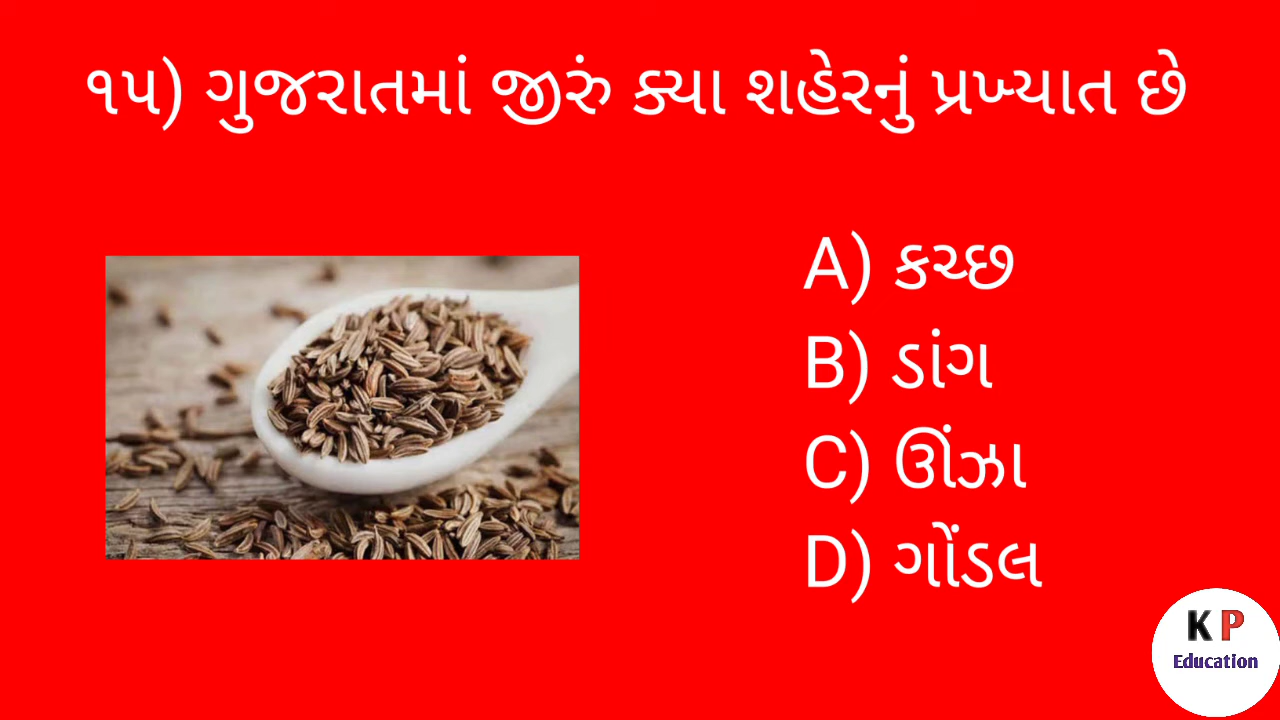 ૧૫) ગુજરાતમાં જીરું ક્યા શહેરનું પ્રખ્યાત છે
A) કચ્છ
B) ડાંગ
C) ઊંઝા
D) ગોંડલ
K P
Education